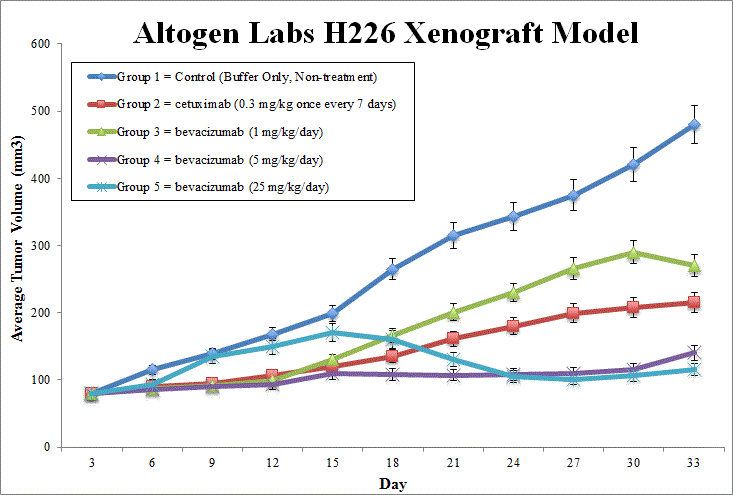 Altogen Labs H226 Xenograft Model
600
500
400
300
200
100
0
Average Tumor Volume (mm3)
Group 1 = Control (Buffer Only, Non-treatment)
Group 2 = cetuximab (0.3 mg/kg once every 7 days)
Group 3 = bevacizumab (1 mg/kg/day)
Group 4 = bevacizumab (5 mg/kg/day)
Group 5 = bevacizumab (25 mg/kg/day)
3 6 9 12 15 18 21 24 27 30 33
Day